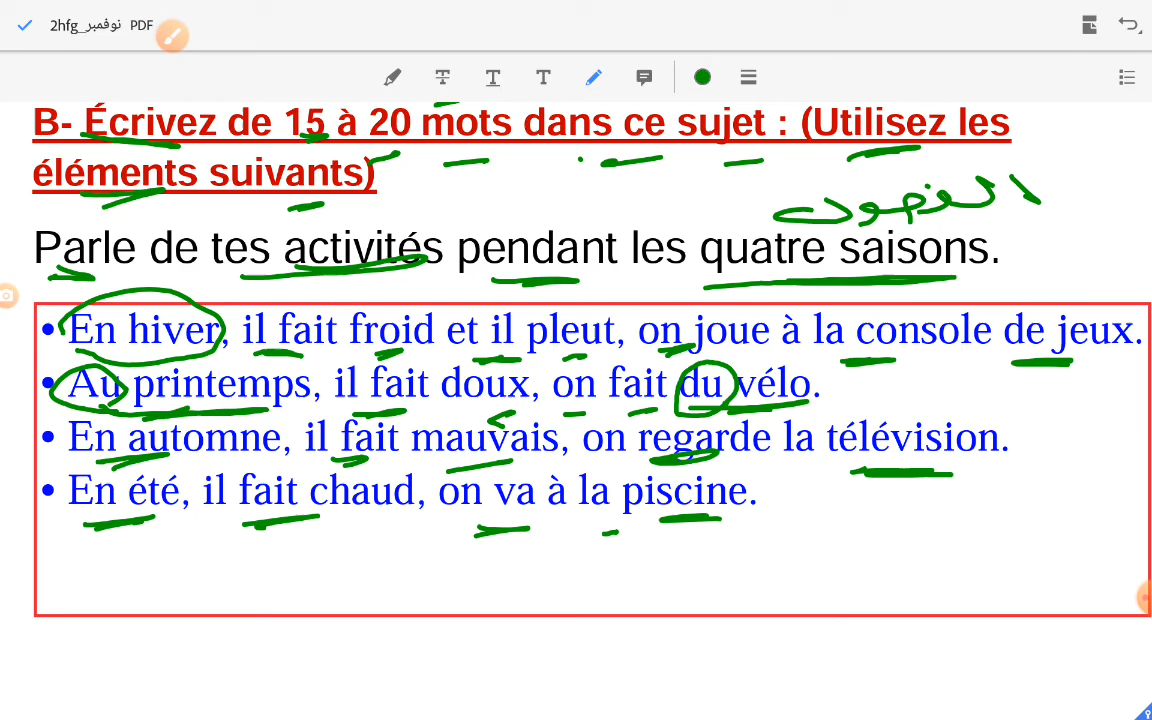 2hfg_نوفمبر PDF
B- Écrivez de 15 à 20 mots dans ce sujet : (Utilisez les
éléments suivants)
Parle de tes activités pendant les quatre saisons.
• En hiver, il fait froid et il pleut, on joue à la console de jeux.
• Au printemps, il fait doux, on fait du vélo.
• En automne, il fait mauvais, on regarde la télévision.
• En été, il fait chaud, on va à la piscine.